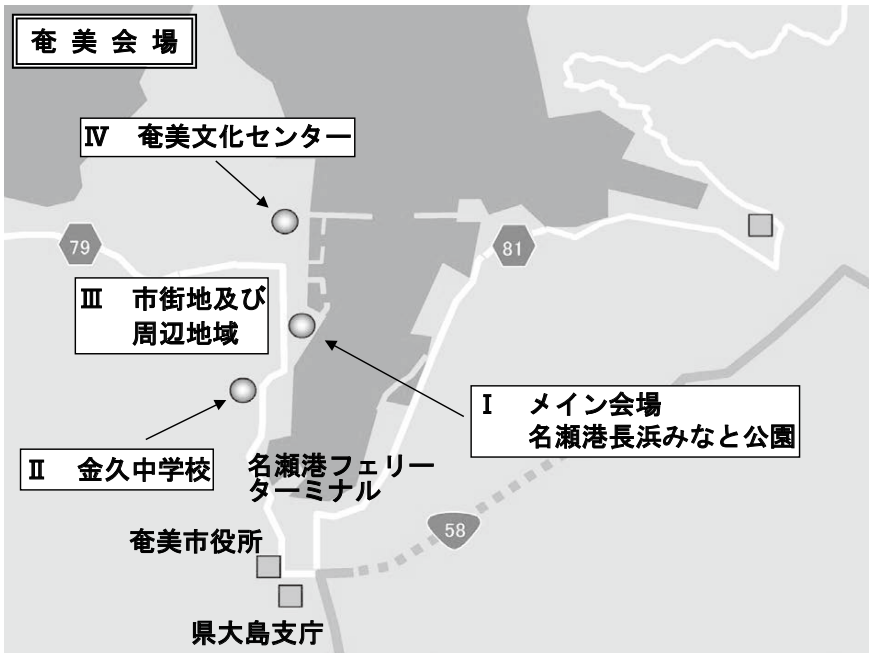 奄美会場
Ⅳ 奄美文化センター
79
81
Ⅲ 市街地及び
周辺地域
Ⅰ メイン会場
名瀬港長浜みなと公園
Ⅱ 金久中学校
名瀬港フェリー
ターミナル
58
奄美市役所
県大島支庁